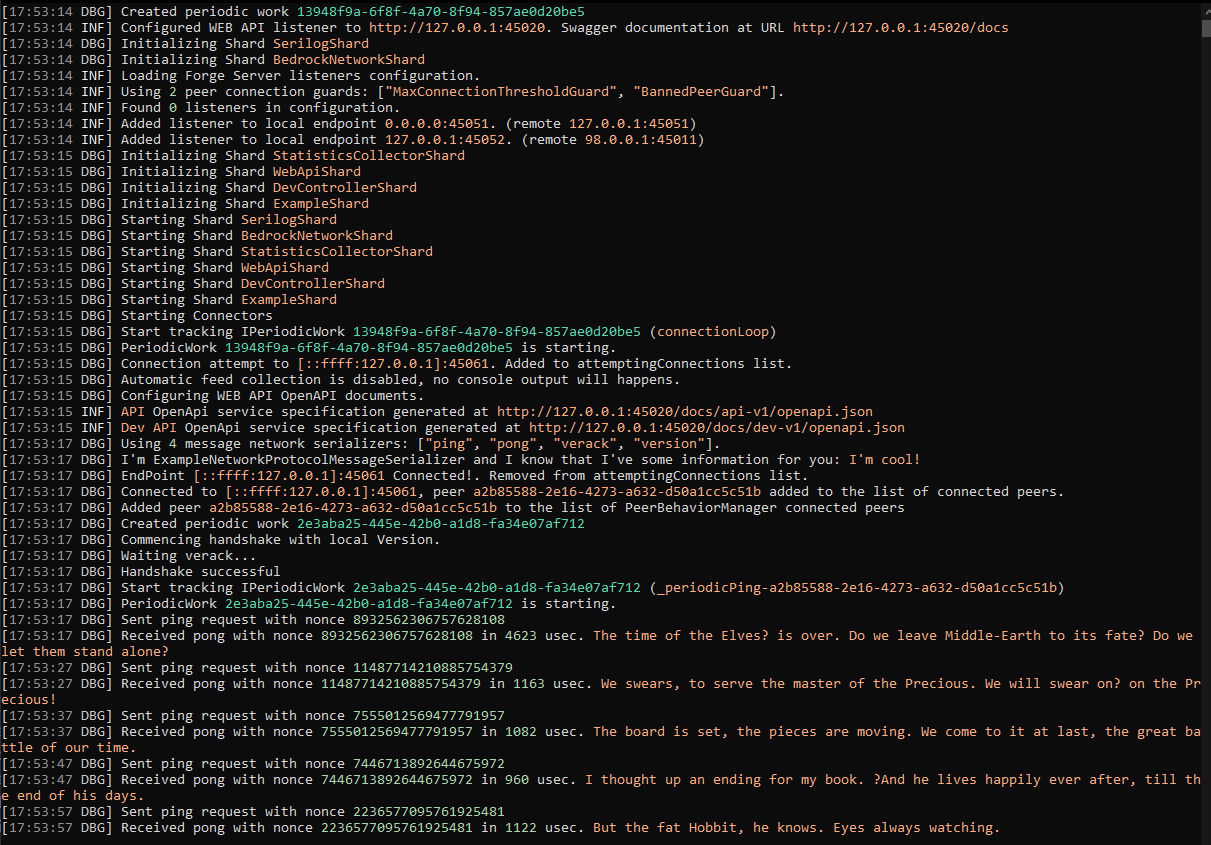 [17:53:14 DBG] Created periodic work 13948f9a-6f8f-4a70-8f94-857ae0d20be5
[17:53:14 INF] Configured WEB API listener to http://127.0.0.1:45020. Swagger documentation at URL http://127.0.0.1:45020/docs
[17:53:14 DBG] Initializing Shard SerilogShard
[17:53:14 DBG] Initializing Shard BedrockNetworkShard
[17:53:14 INF] Loading Forge Server listeners configuration.
[17:53:14 INF] Using 2 peer connection guards: ["MaxConnectionThresholdGuard", "BannedPeerGuard"].
[17:53:14 INF] Found 0 listeners in configuration.
[17:53:14 INF] Added listener to local endpoint 0.0.0.0:45051. (remote 127.0.0.1:45051)
[17:53:14 INF] Added listener to local endpoint 127.0.0.1:45052. (remote 98.0.0.1:45011)
[17:53:15 DBG] Initializing Shard StatisticsCollectorShard
[17:53:15 DBG] Initializing Shard WebApiShard
[17:53:15 DBG] Initializing Shard DevControllerShard
[17:53:15 DBG] Initializing Shard ExampleShard
[17:53:15 DBG] Starting Shard SerilogShard
[17:53:15 DBG] Starting Shard BedrockNetworkShard
[17:53:15 DBG] Starting Shard StatisticsCollectorShard
[17:53:15 DBG] Starting Shard WebApiShard
[17:53:15 DBG] Starting Shard DevControllerShard
[17:53:15 DBG] Starting Shard ExampleShard
[17:53:15 DBG] Starting Connectors
[17:53:15 DBG] Start tracking IPeriodicWork 13948f9a-6f8f-4a70-8f94-857ae0d20be5 (connectionLoop)
[17:53:15 DBG] PeriodicWork 13948f9a-6f8f-4a70-8f94-857ae0d20be5 is starting.
[17:53:15 DBG] Connection attempt to [::ffff:127.0.0.1]:45061. Added to attemptingConnections list.
[17:53:15 DBG] Automatic feed collection is disabled, no console output will happens.
[17:53:15 DBG] Configuring WEB API OpenAPI documents.
[17:53:15 INF] API OpenApi service specification generated at http://127.0.0.1:45020/docs/api-v1/openapi.json
[17:53:15 INF] Dev API OpenApi service specification generated at http://127.0.0.1:45020/docs/dev-v1/openapi.json
[17:53:17 DBG] Using 4 message network serializers: ["ping", "pong", "verack", "version"].
[17:53:17 DBG] I'm ExampleNetworkProtocolMessageSerializer and I know that I've some information for you: I'm cool!
[17:53:17 DBG] EndPoint [::ffff:127.0.0.1]:45061 Connected!. Removed from attemptingConnections list.
[17:53:17 DBG] Connected to [::ffff:127.0.0.1]:45061, peer a2b85588-2e16-4273-a632-d50a1cc5c51b added to the list of connected peers.
[17:53:17 DBG] Added peer a2b85588-2e16-4273-a632-d50a1cc5c51b to the list of PeerBehaviorManager connected peers
[17:53:17 DBG] Created periodic work 2e3aba25-445e-42b0-a1d8-fa34e07af712
[17:53:17 DBG] Commencing handshake with local Version.
[17:53:17 DBG] Waiting verack...
[17:53:17 DBG] Handshake successful
[17:53:17 DBG] Start tracking IPeriodicWork 2e3aba25-445e-42b0-a1d8-fa34e07af712 (_periodicPing-a2b85588-2e16-4273-a632-d50a1cc5c51b)
[17:53:17 DBG] PeriodicWork 2e3aba25-445e-42b0-a1d8-fa34e07af712 is starting.
[17:53:17 DBG] Sent ping request with nonce 8932562306757628108
[17:53:17 DBG] Received pong with nonce 8932562306757628108 in 4623 usec. The time of the Elves? is over. Do we leave Middle-Earth to its fate? Do we
let them stand alone?
[17:53:27 DBG] Sent ping request with nonce 11487714210885754379
[17:53:27 DBG] Received pong with nonce 11487714210885754379 in 1163 usec. We swears, to serve the master of the Precious. We will swear on? on the Pr
ecious!
[17:53:37 DBG] Sent ping request with nonce 7555012569477791957
[17:53:37 DBG] Received pong with nonce 7555012569477791957 in 1082 usec. The board is set, the pieces are moving. We come to it at last, the great ba
ttle of our time.
[17:53:47 DBG] Sent ping request with nonce 7446713892644675972
[17:53:47 DBG] Received pong with nonce 7446713892644675972 in 960 usec. I thought up an ending for my book. ?And he lives happily ever after, till th
e end of his days.
[17:53:57 DBG] Sent ping request with nonce 2236577095761925481
[17:53:57 DBG] Received pong with nonce 2236577095761925481 in 1122 usec. But the fat Hobbit, he knows. Eyes always watching.